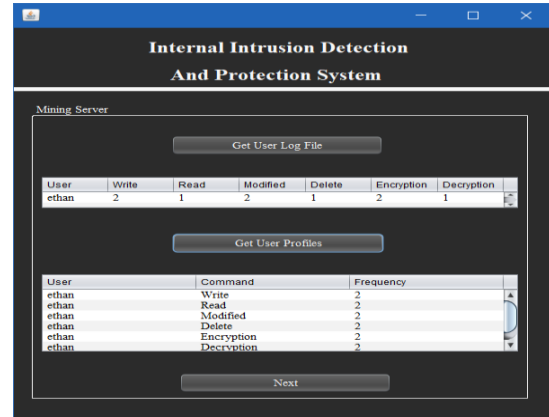 Internal Intrusion Detection
And Protection System
Mining Server
Get User Log File
User Write Read Modified Delete Encryption Decryption
ethan 2 1 2 1 2 1
Get User Profiles
User Command Frequency
ethan Write 2
ethan Read 2
ethan Modified 2
ethan Delete 2
ethan Encryption 2
ethan Decryption 2
Next